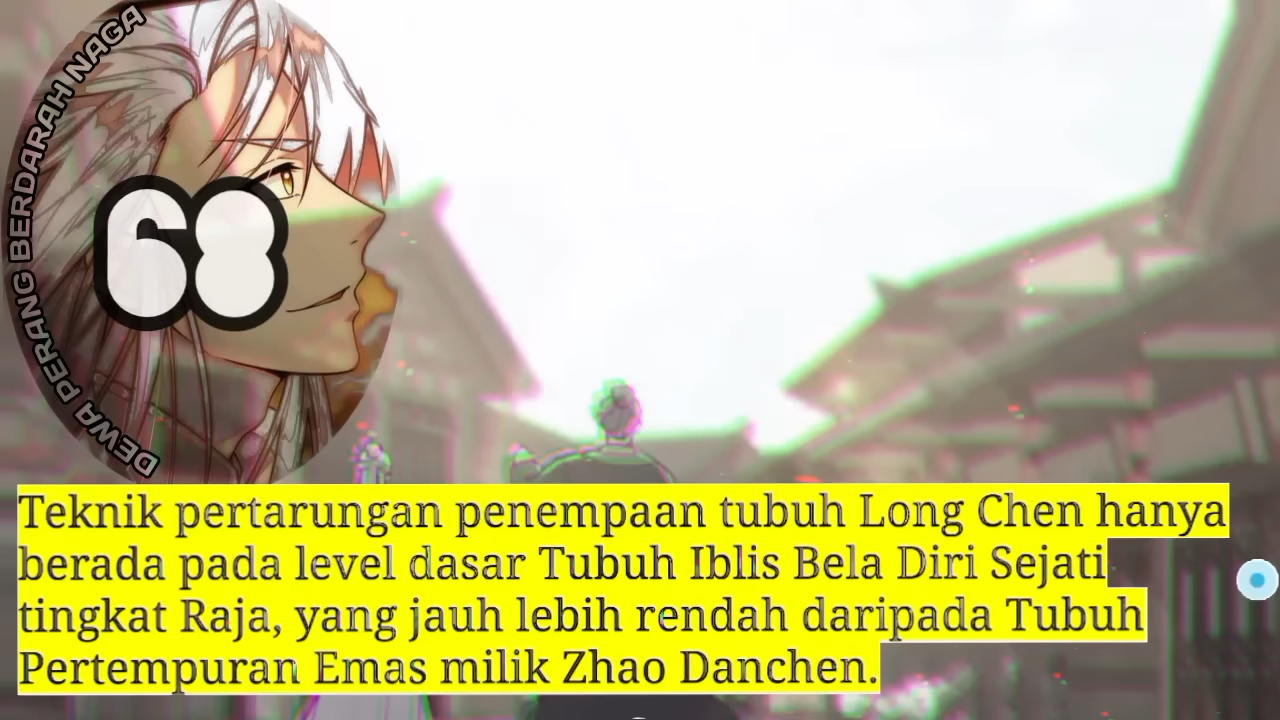 DEWA PERANG BERDARAH NAGA
68
Teknik pertarungan penempaan tubuh Long Chen hanya
berada pada level dasar Tubuh Iblis Bela Diri Sejati
tingkat Raja, yang jauh lebih rendah daripada Tubuh
Pertempuran Emas milik Zhao Danchen.